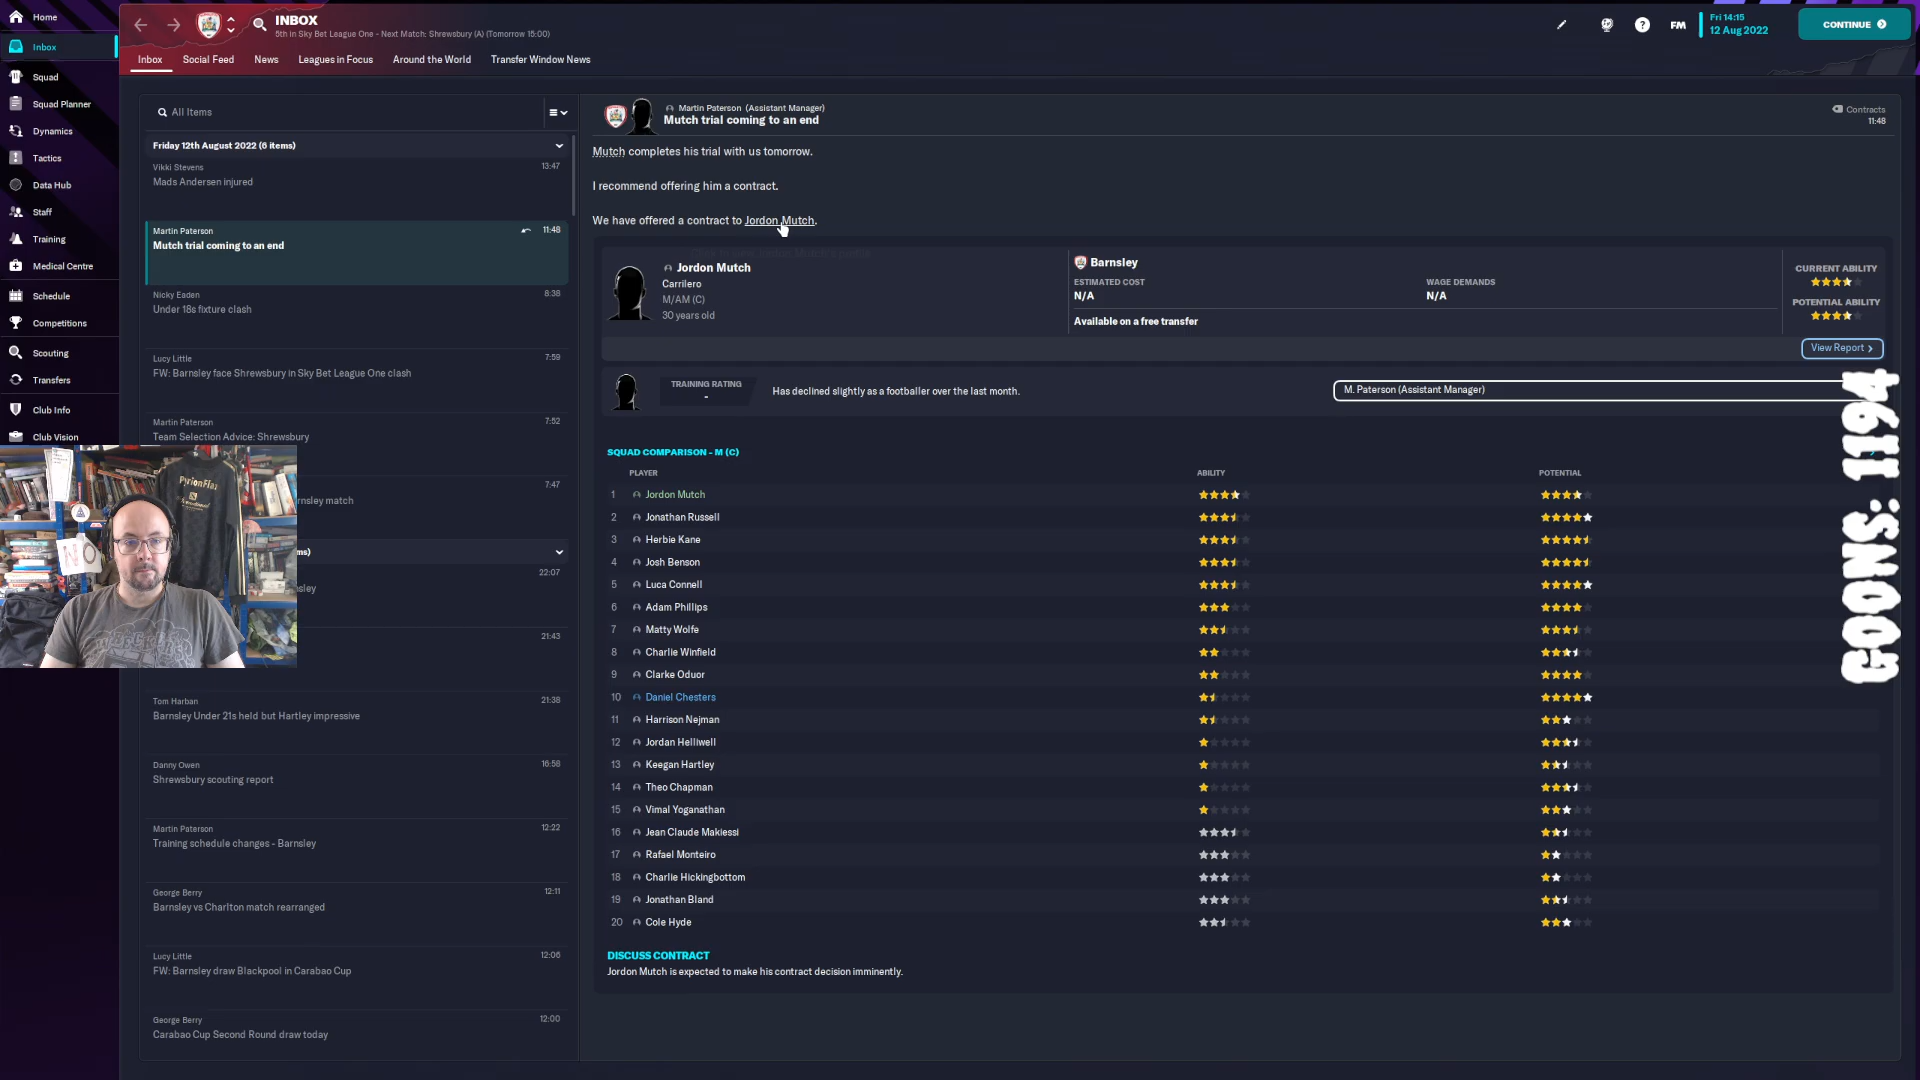 Home
Inbox
Squad
Squad Planner
Dynamics
Tactics
Data Hub
Staff
Training
Medical Centre
Schedule
Competitions
Scouting
Transfers
Club Info
Club Vision
INBOX
5th in Sky Bet League One - Next Match: Shrewsbury (A) (Tomorrow 15:00)
FM
Fri 14:15
12 Aug 2022
CONTINUE
Inbox
Social Feed
News
Leagues in Focus
Around the World
Transfer Window News
All Items
Friday 12th August 2022 (6 items)
Vikki Stevens
13:47
Mads Andersen injured
Martin Paterson
11:48
Mutch trial coming to an end
Nicky Eaden
8:38
Under 18s fixture clash
Lucy Little
7:59
FW: Barnsley face Shrewsbury in Sky Bet League One clash
Martin Paterson
7:52
Team Selection Advice: Shrewsbury
7:47
rnsley match
ms)
22:07
nsley
21:43
Tom Harban
21:38
Barnsley Under 21s held but Hartley impressive
Danny Owen
16:58
Shrewsbury scouting report
Martin Paterson
12:22
Training schedule changes - Barnsley
George Berry
12:11
Barnsley vs Charlton match rearranged
Lucy Little
12:06
FW: Barnsley draw Blackpool in Carabao Cup
George Berry
12:00
Carabao Cup Second Round draw today
Martin Paterson (Assistant Manager)
Mutch trial coming to an end
Contracts
11:48
Mutch completes his trial with us tomorrow.
I recommend offering him a contract.
We have offered a contract to Jordon Mutch.
Jordon Mutch
Carrilero
M/AM (C)
30 years old
Barnsley
ESTIMATED COST
N/A
WAGE DEMANDS
N/A
Available on a free transfer
CURRENT ABILITY
POTENTIAL ABILITY
View Report
TRAINING RATING
-
Has declined slightly as a footballer over the last month.
M. Paterson (Assistant Manager)
SQUAD COMPARISON - M (C)
PLAYER
ABILITY
POTENTIAL
1 Jordon Mutch
2 Jonathan Russell
3 Herbie Kane
4 Josh Benson
5 Luca Connell
6 Adam Phillips
7 Matty Wolfe
8 Charlie Winfield
9 Clarke Oduor
10 Daniel Chesters
11 Harrison Nejman
12 Jordan Helliwell
13 Keegan Hartley
14 Theo Chapman
15 Vimal Yoganathan
16 Jean Claude Makiessi
17 Rafael Monteiro
18 Charlie Hickingbottom
19 Jonathan Bland
20 Cole Hyde
DISCUSS CONTRACT
Jordon Mutch is expected to make his contract decision imminently.
GOONS: 1194
NO